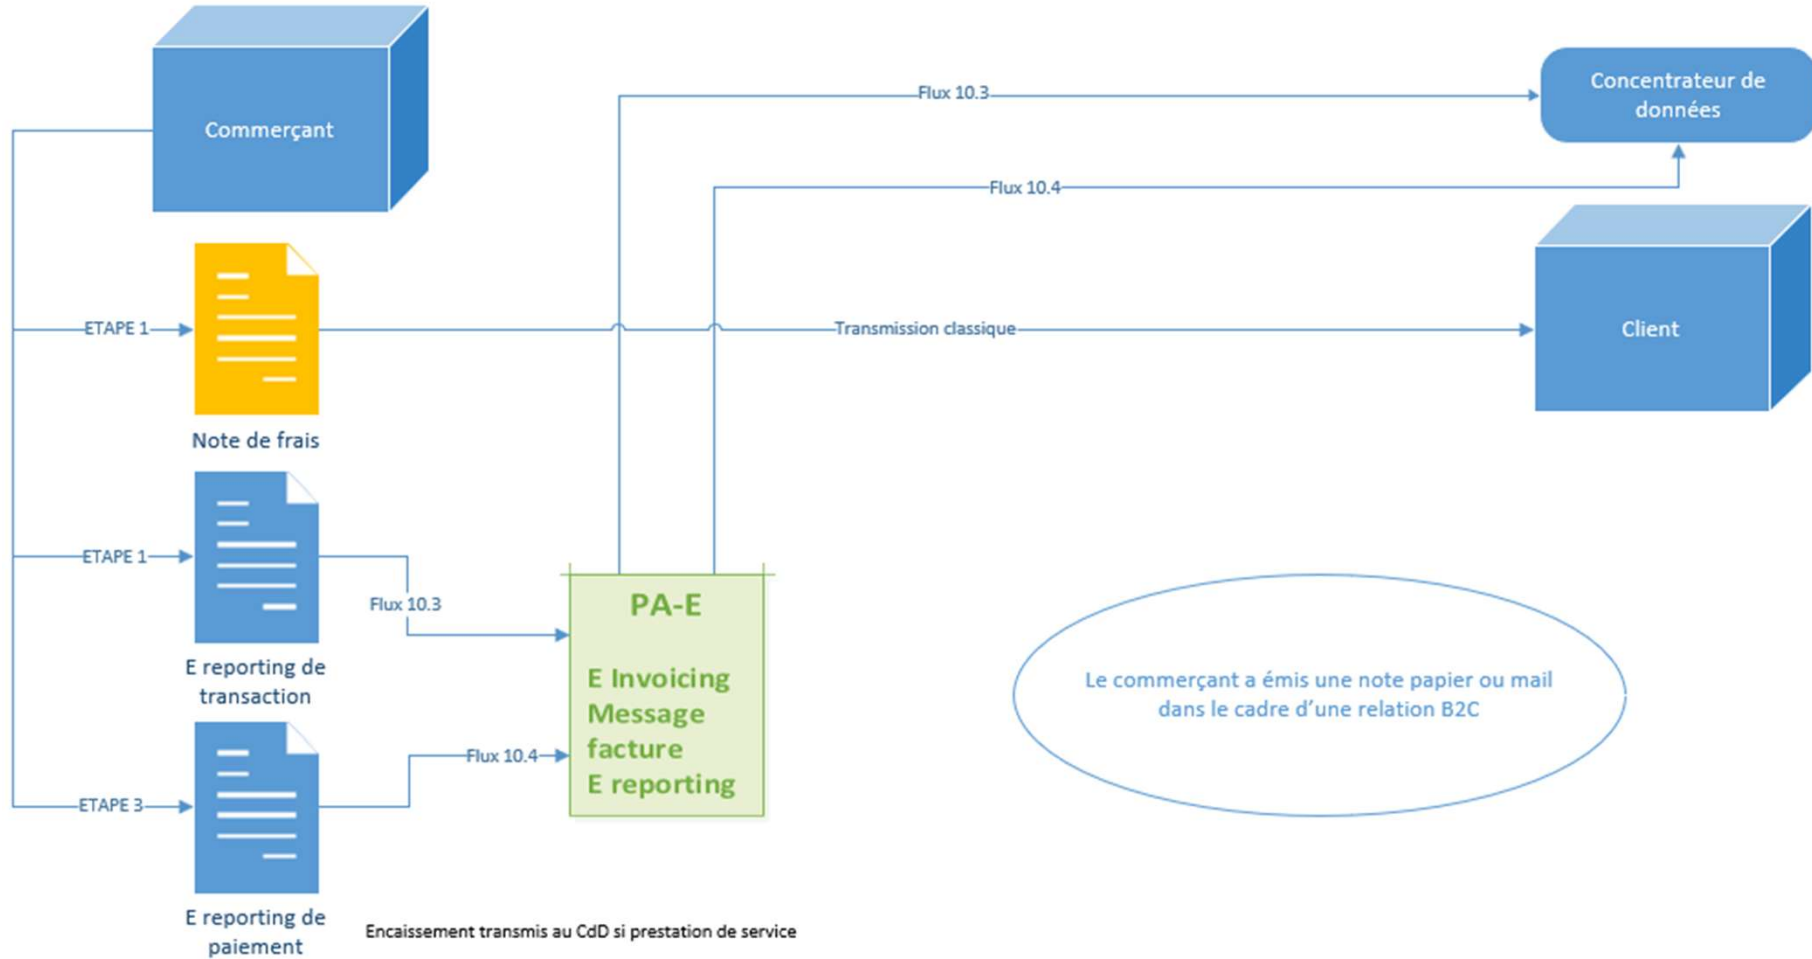 Commerçant
Flux 10.3
Concentrateur de
données
Flux 10.4
ETAPE 1
Transmission classique
Client
Note de frais
ETAPE 1
Flux 10.3
E reporting de
transaction
PA-E
E Invoicing
Message
facture
E reporting
Le commerçant a émis une note papier ou mail
dans le cadre d'une relation B2C
Flux 10.4
ETAPE 3
E reporting de
paiement
Encaissement transmis au CdD si prestation de service